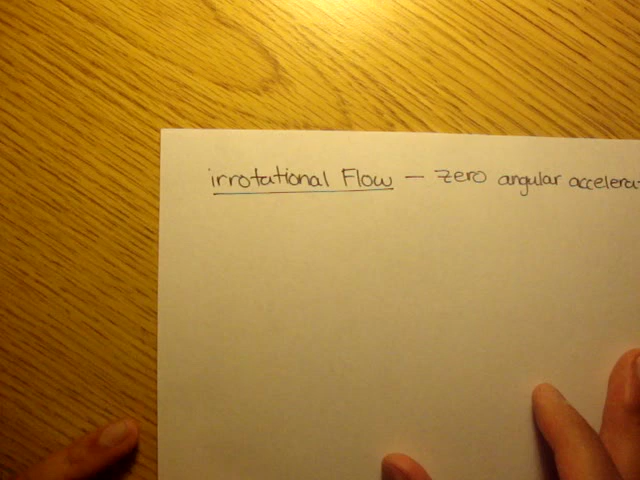 irrotational Flow — zero angular accelerat